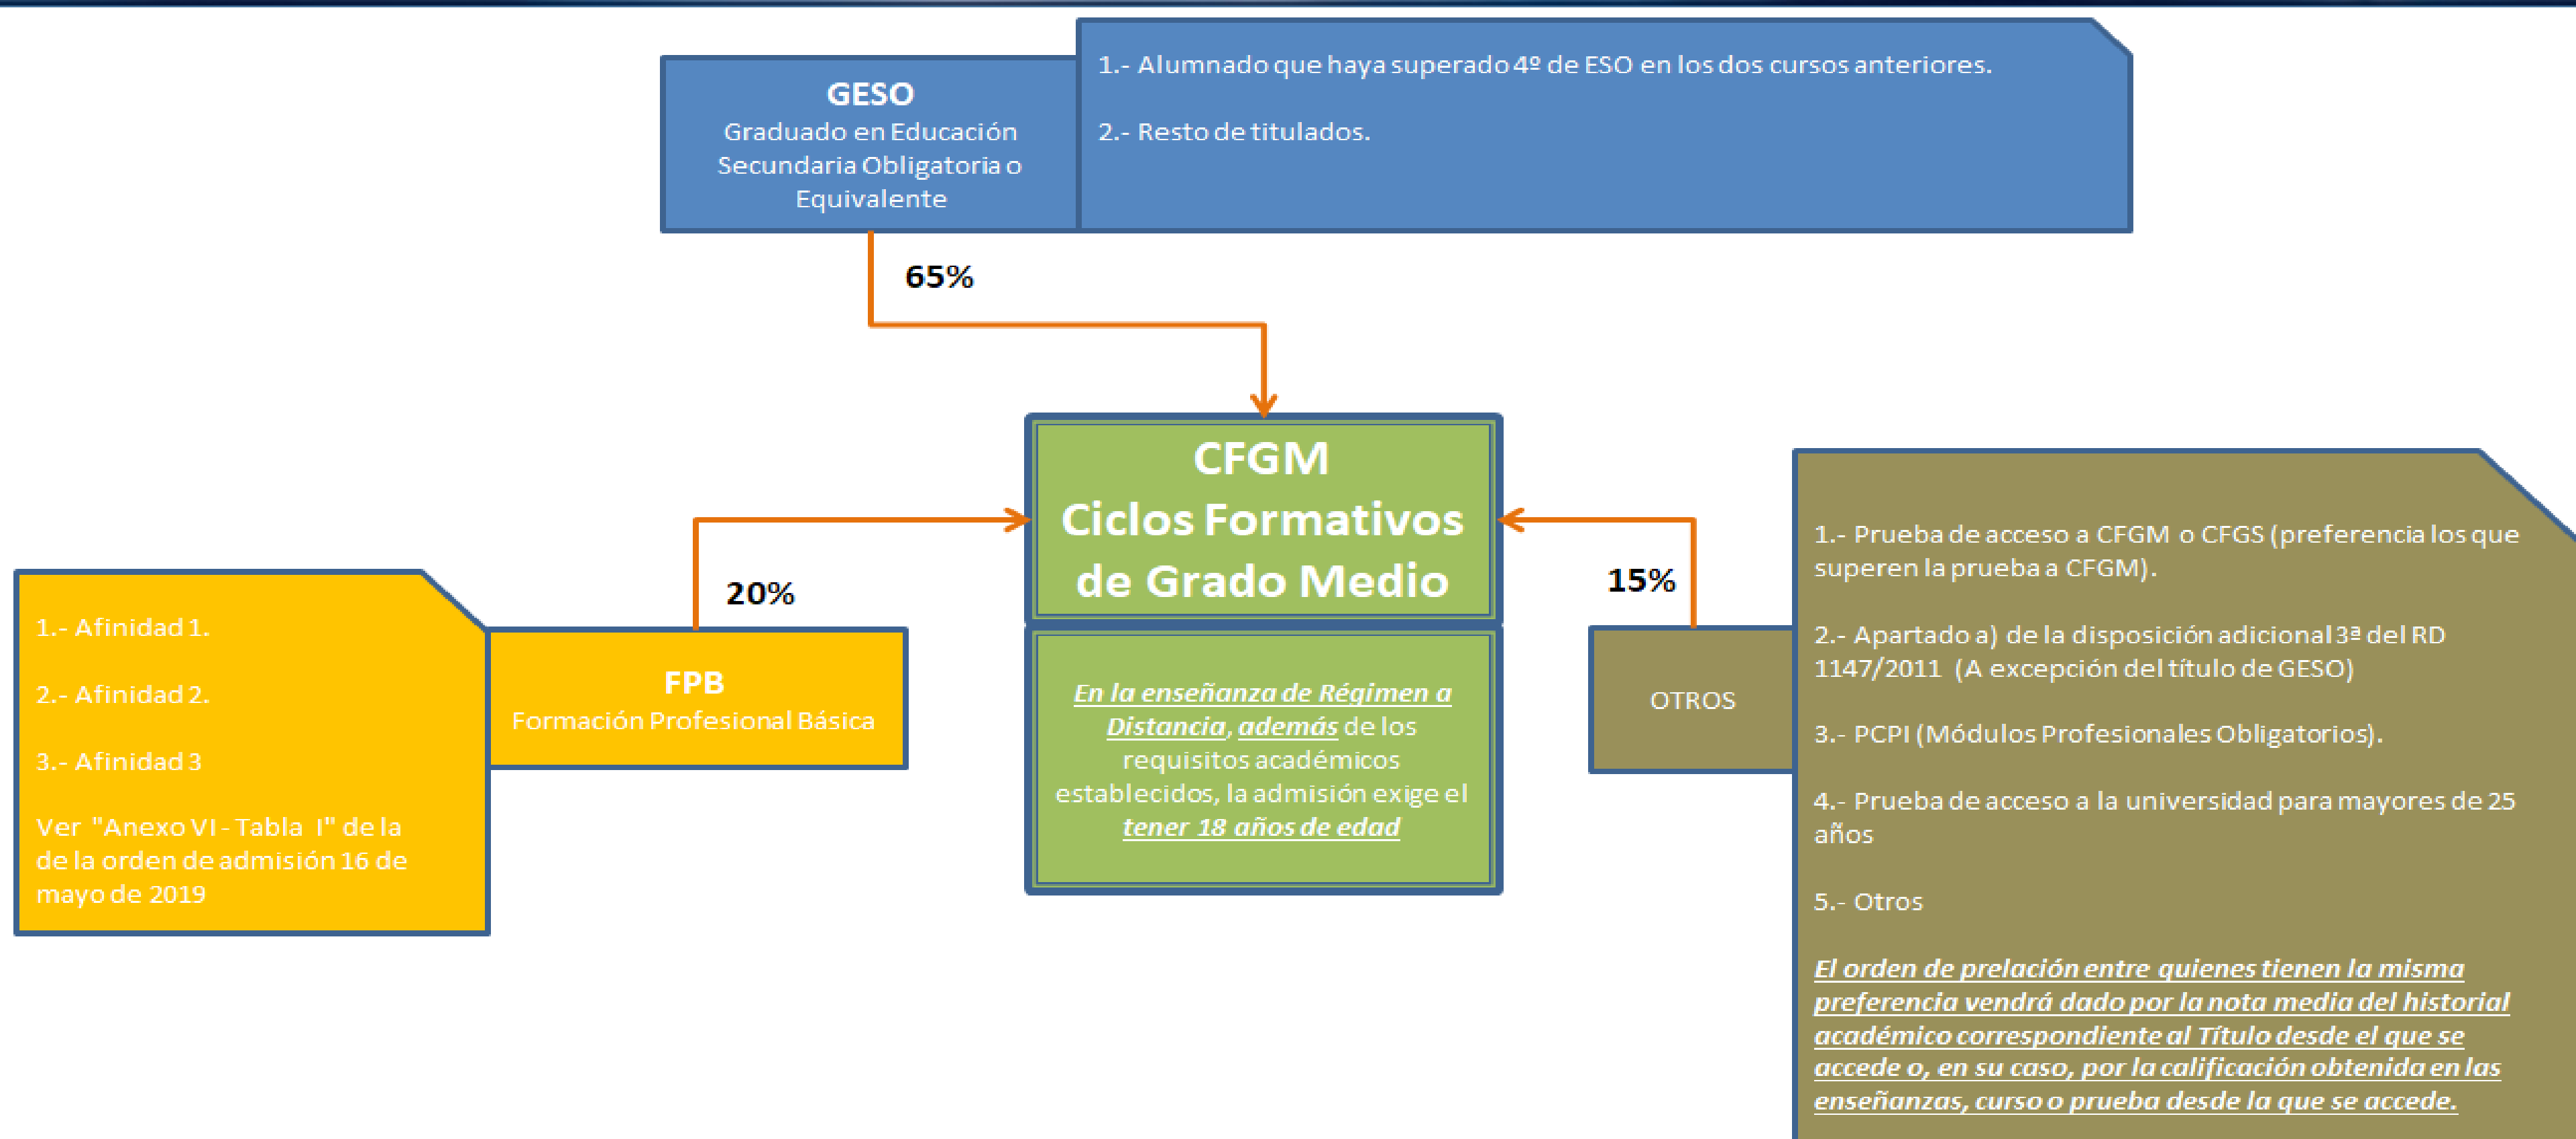 GESO
Graduado en Educación
Secundaria Obligatoria o
Equivalente
1.- Alumnado que haya superado 4º de ESO en los dos cursos anteriores.
2.- Resto de titulados.
65%
CFGM
Ciclos Formativos
de Grado Medio
En la enseñanza de Régimen a
Distancia, además de los
requisitos académicos
establecidos, la admisión exige el
tener 18 años de edad
20%
1.- Afinidad 1.
2.- Afinidad 2.
3.- Afinidad 3
Ver "Anexo VI - Tabla I" de la
de la orden de admisión 16 de
mayo de 2019
FPB
Formación Profesional Básica
15%
OTROS
1.- Prueba de acceso a CFGM o CFGS (preferencia los que
superen la prueba a CFGM).
2.- Apartado a) de la disposición adicional 3ª del RD
1147/2011 (A excepción del título de GESO)
3.- PCPI (Módulos Profesionales Obligatorios).
4.- Prueba de acceso a la universidad para mayores de 25
años
5.- Otros
El orden de prelación entre quienes tienen la misma
preferencia vendrá dado por la nota media del historial
académico correspondiente al Título desde el que se
accede o, en su caso, por la calificación obtenida en las
enseñanzas, curso o prueba desde la que se accede.